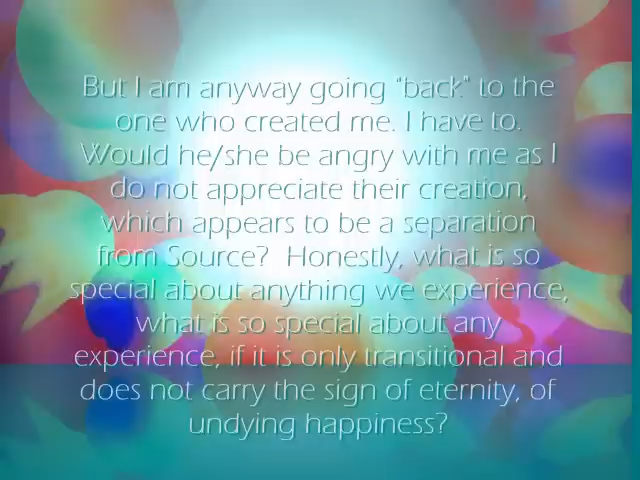 But I am anyway going "back" to the
one who created me. I have to.
Would he/she be angry with me as I
do not appreciate their creation,
which appears to be a separation
from Source? Honestly, what is so
special about anything we experience,
what is so special about any
experience, if it is only transitional and
does not carry the sign of eternity, of
undying happiness?